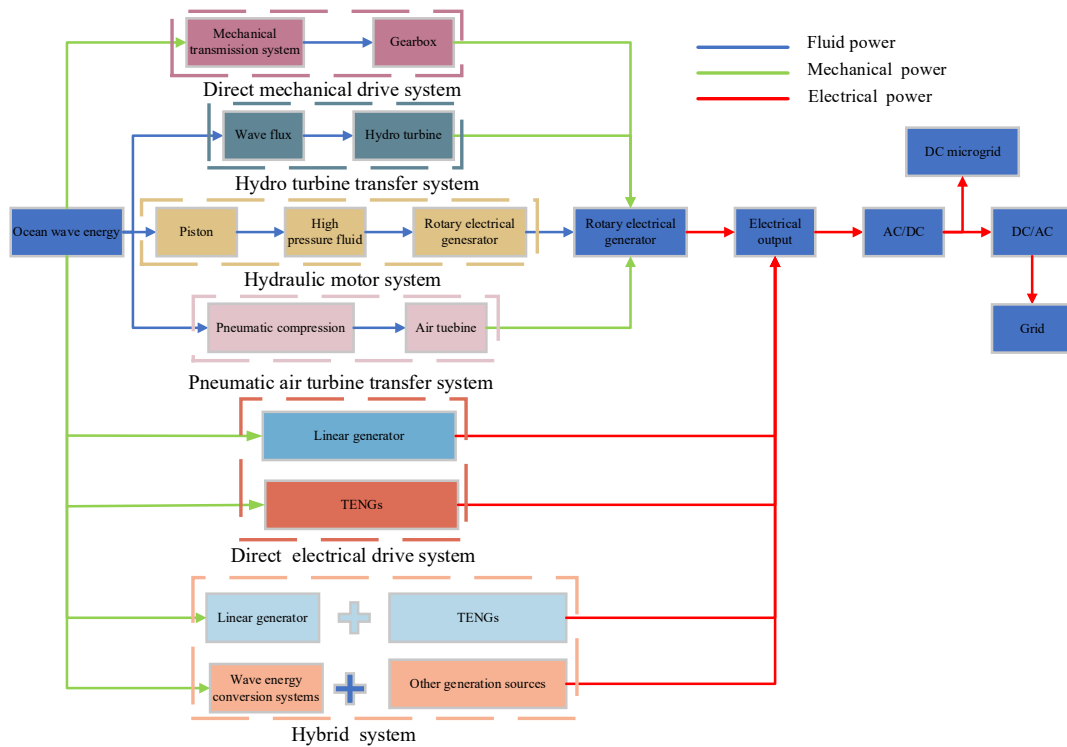 Mechanical
transmission system
Gearbox
Direct mechanical drive system
Fluid power
Mechanical power
Electrical power
Wave flux
Hydro turbine
Hydro turbine transfer system
DC microgrid
Ocean wave energy
Piston
High
pressure fluid
Rotary electrical
genesrator
Hydraulic motor system
Rotary electrical
generator
Electrical
output
AC/DC
DC/AC
Pneumatic compression
Air tuebine
Grid
Pneumatic air turbine transfer system
Linear generator
TENGs
Direct electrical drive system
Linear generator
TENGs
Wave energy
conversion systems
Other generation sources
Hybrid system